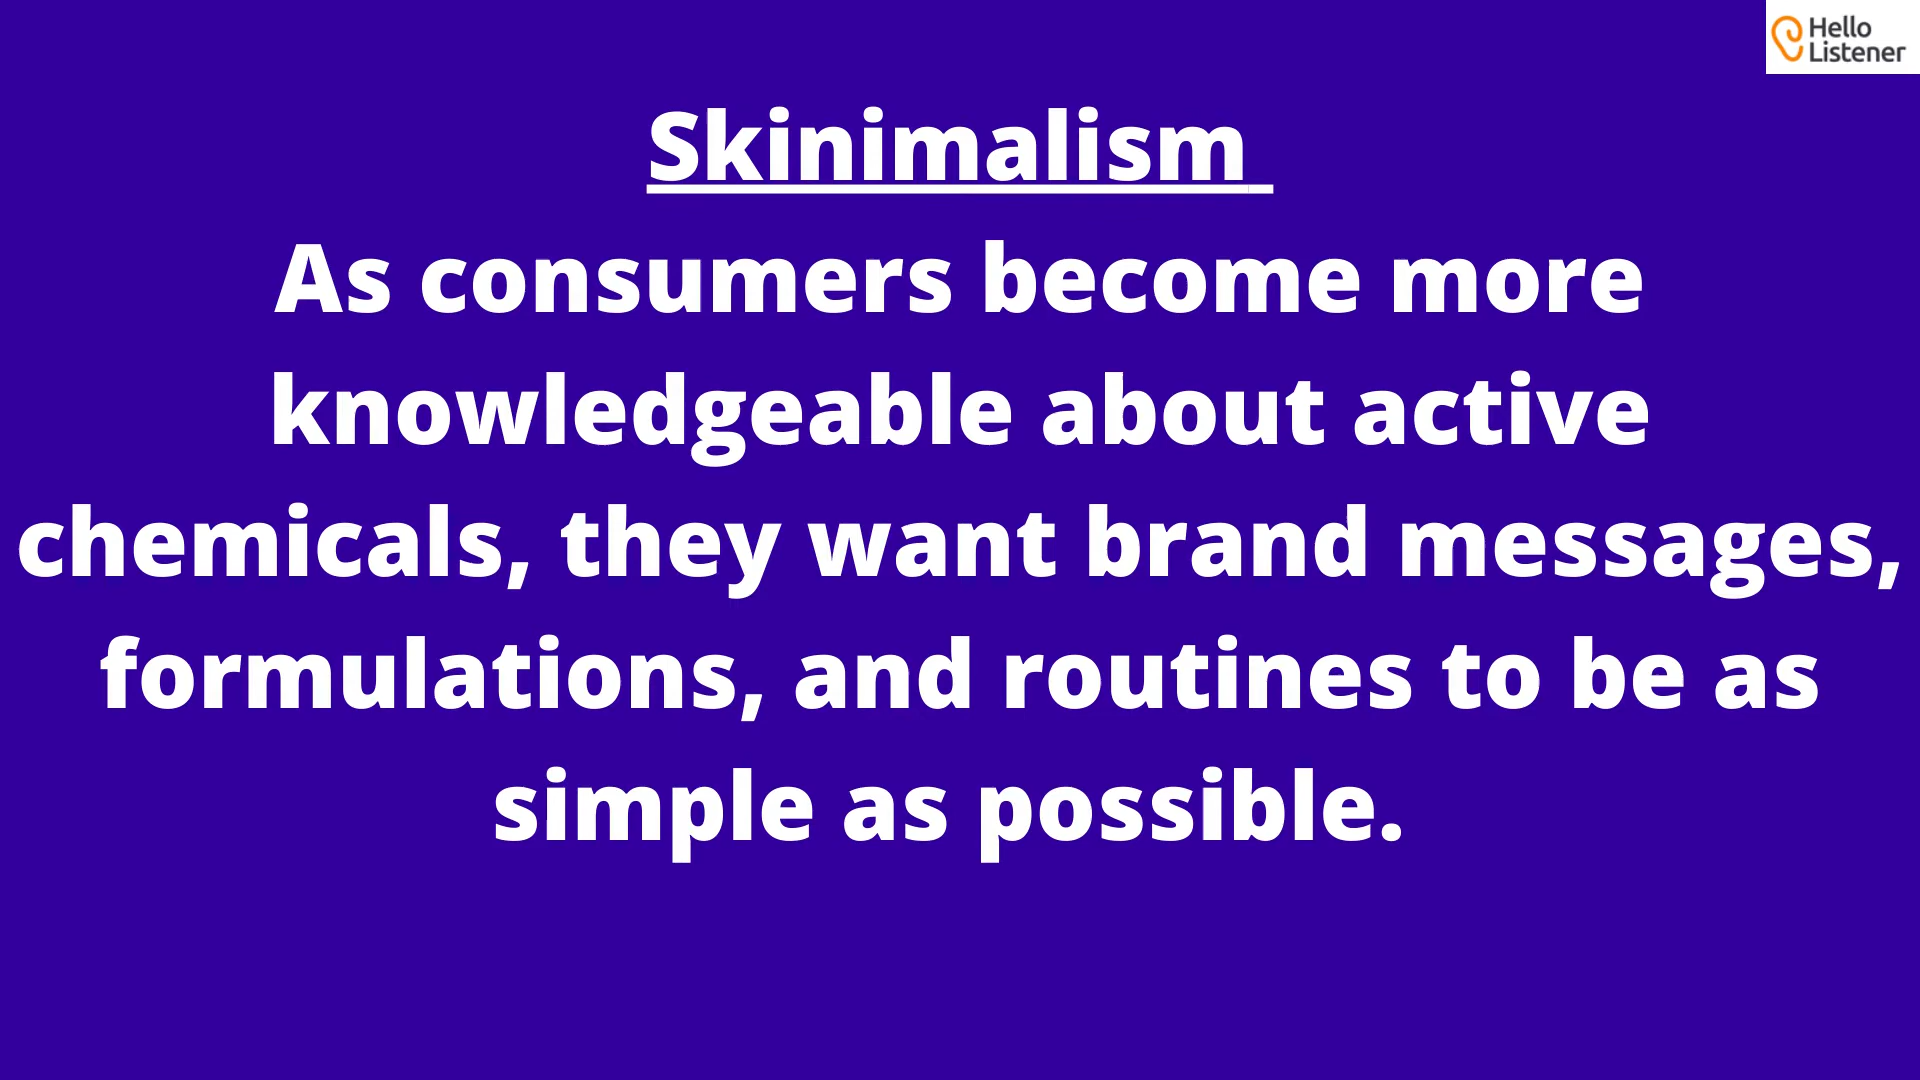 Hello
Listener
Skinimalism
As consumers become more
knowledgeable about active
chemicals, they want brand messages,
formulations, and routines to be as
simple as possible.